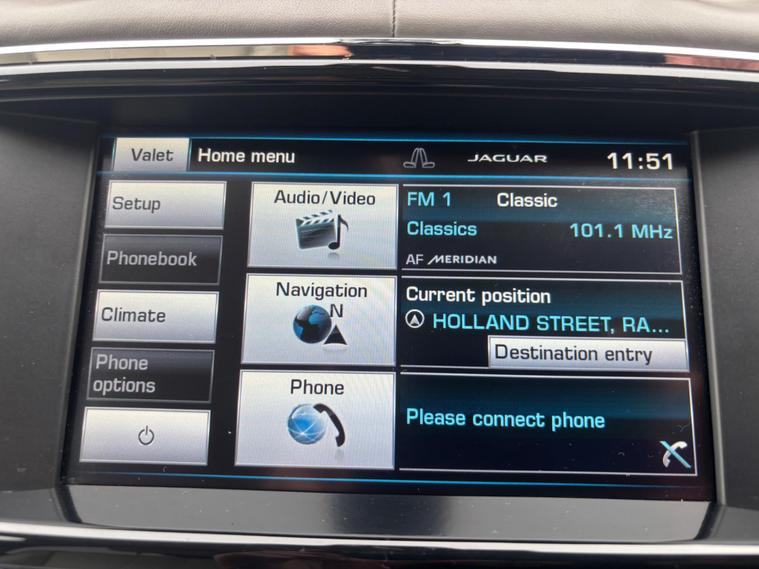 Valet
Home menu
JAGUAR
11:51
Setup
Phonebook
Climate
Phone
options
Audio/Video
Navigation
N
Phone
FM 1 Classic
Classics 101.1 MHz
AF MERIDIAN
Current position
HOLLAND STREET, RA...
Destination entry
Please connect phone